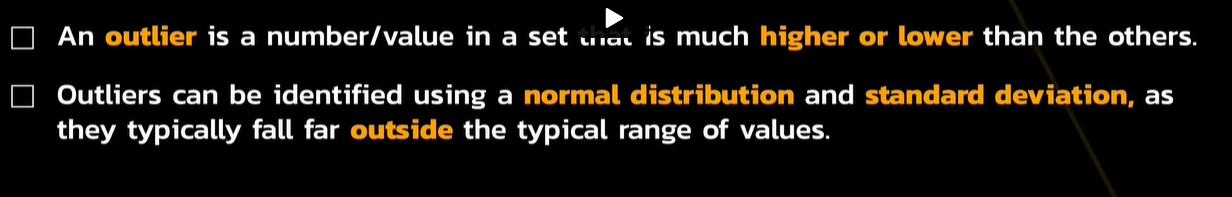 An outlier is a number/value in a set that is much higher or lower than the others.
Outliers can be identified using a normal distribution and standard deviation, as
they typically fall far outside the typical range of values.